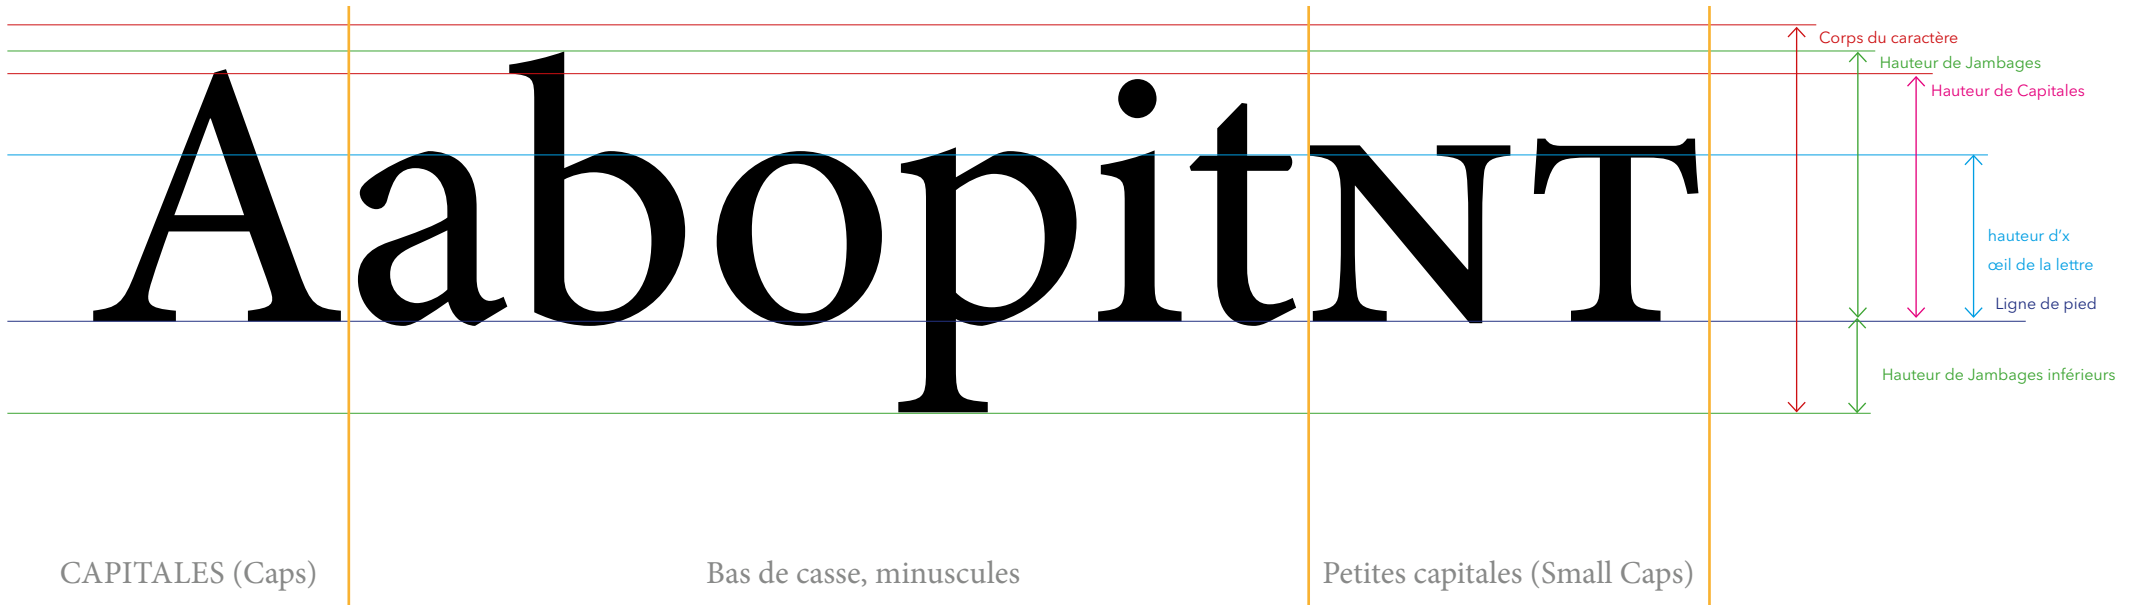 AabopitNT
Corps du caractère
Hauteur de Jambages
Hauteur de Capitales
hauteur d'x
œil de la lettre
Ligne de pied
Hauteur de Jambages inférieurs
CAPITALES (Caps)
Bas de casse, minuscules
Petites capitales (Small Caps)